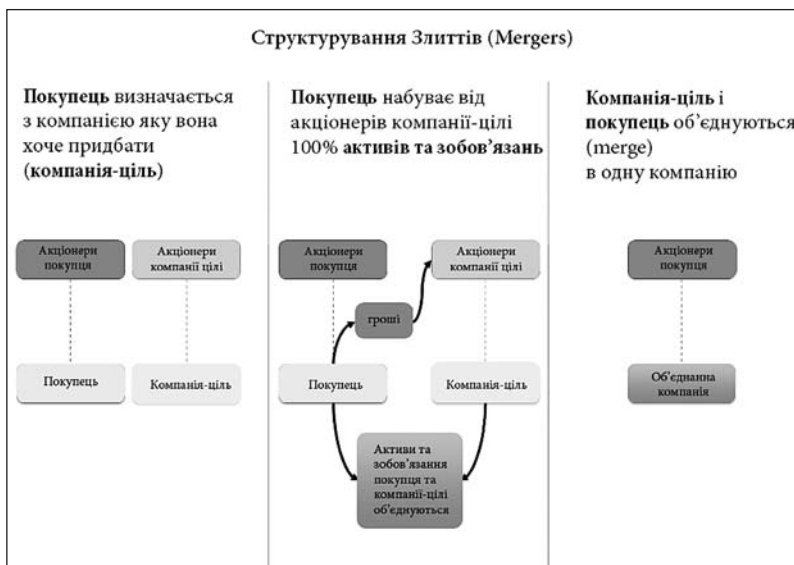 Структурування Злиттів (Mergers)
Покупець визначається
з компанією яку вона
хоче придбати
(компанія-ціль)
Акціонери
покупця
Акціонери
компанії цілі
Покупець
Компанія-ціль
Покупець набуває від
акціонерів компанії-цілі
100% активів та зобов'язань
Акціонери
покупця
Акціонери
компанії цілі
гроші
Покупець
Компанія-ціль
Активи та
зобов'язання
покупця та
компанії-цілі
об'єднуються
Компанія-ціль і
покупець об'єднуються
(merge)
в одну компанію
Акціонери
покупця
Об'єднанна
компанія